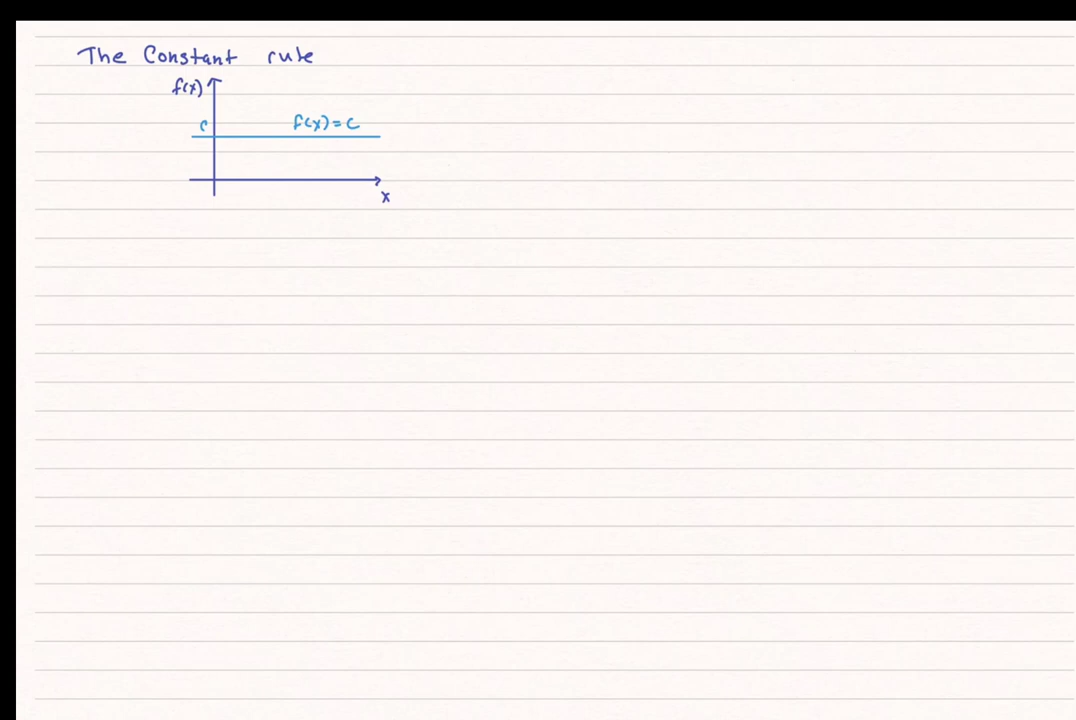 The Constant rule
f(x)
c
f(x)=c
x